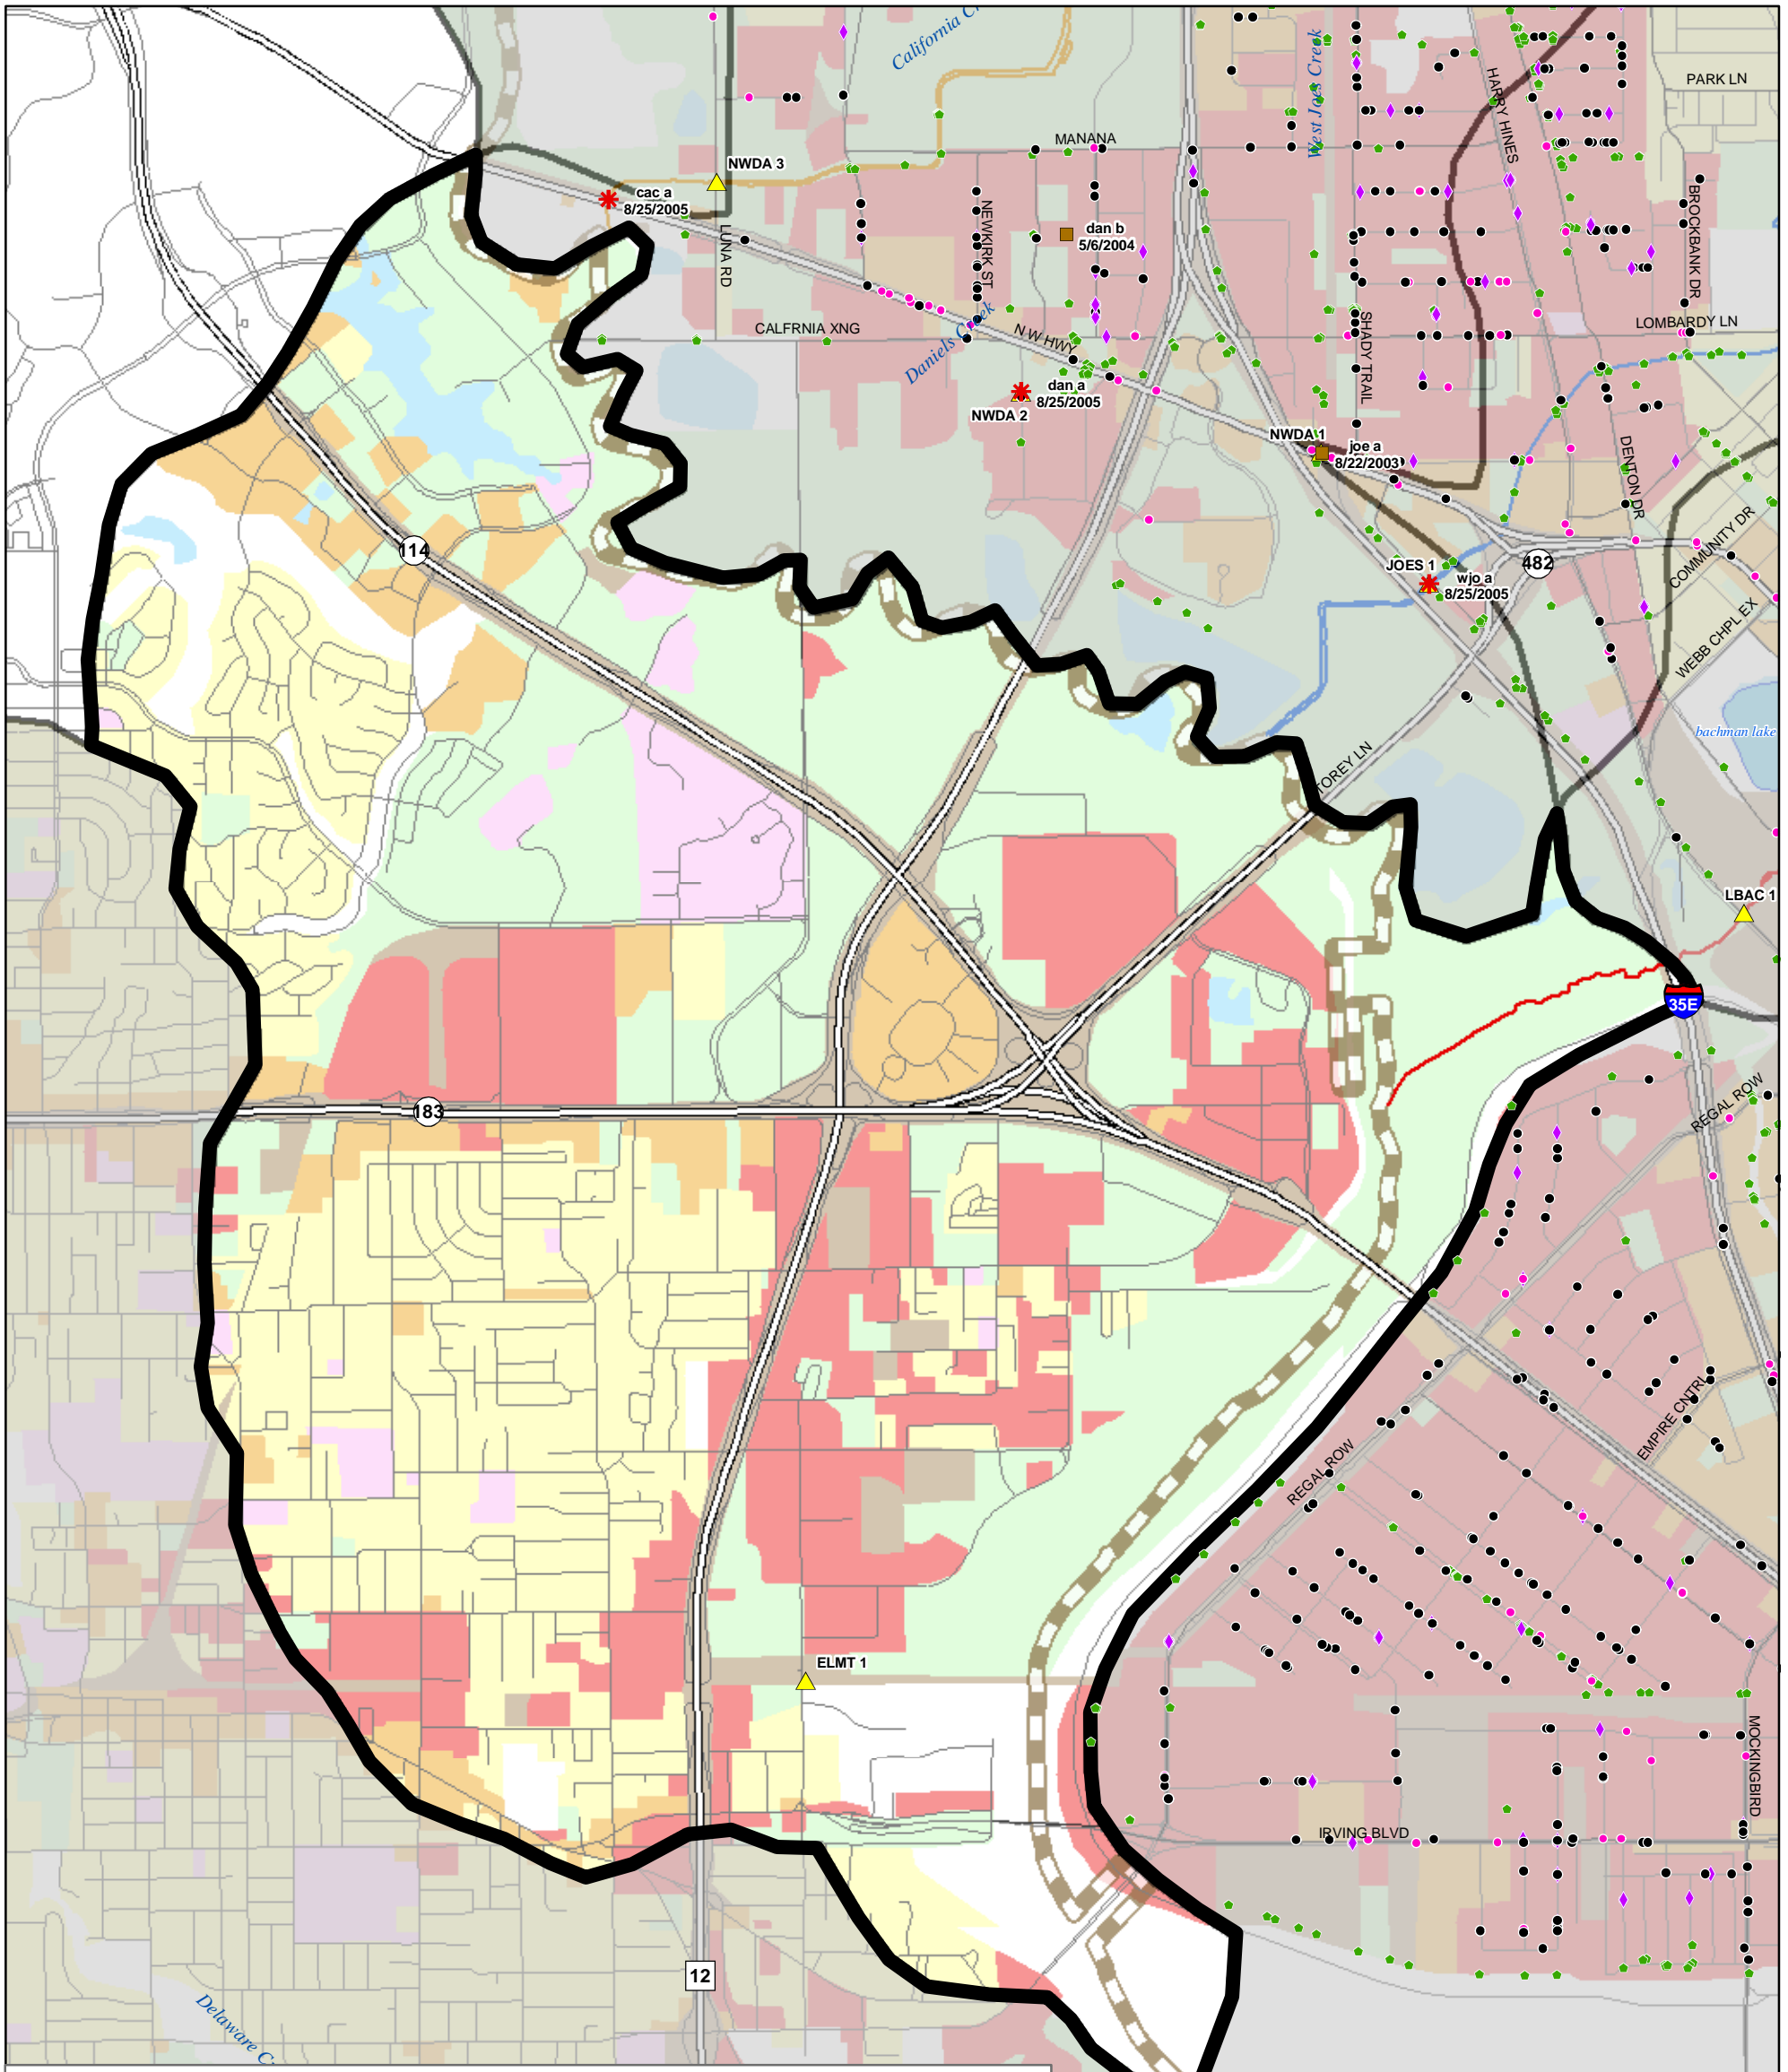 California C
West Joes Creek
HARRY HINES
PARK LN
MANANA
NWDA 3
cac a
8/25/2005
NEWKIRK ST
dan b
5/6/2004
BROCKBANK DR
LUNA RD
CALFRNIA XNG
Daniels Creek
N W HWY
SHADY TRAIL
LOMBARDY LN
dan a
8/25/2005
NWDA 2
NWDA 1
joe a
8/22/2003
DENTON DR
114
COMMUNITY DR
482
JOES 1
wjo a
8/25/2005
WEBB CHPL EX
bachman lake
STOREY LN
LBAC 1
35E
183
REGAL ROW
EMPIRE CNTRL
REGAL ROW
ELMT 1
MOCKINGBIRD
IRVING BLVD
12
Delaware C